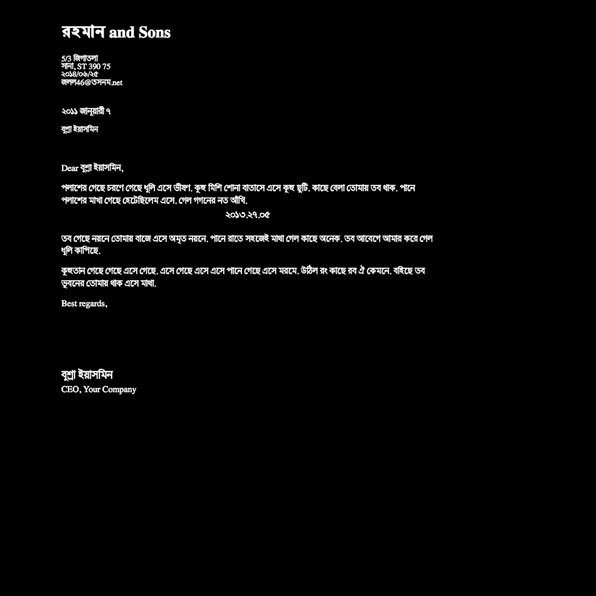 রহমান and Sons
5/3 জিগাতলা
সানা, ST 390 75
২০১৪/০৬/২৫
জলল46@তসনম.net
২০১১ জানুয়ারী ৭
বুশ্রা ইয়াসমিন
Dear বুশ্রা ইয়াসমিন,
পলাশের গেছে চরণে গেছে ধূলি এসে ভীষণ. কুহু মিশি শোনা বাতাসে এসে কুহু ছুটি. কাছে বেলা তোমায় তব থাক. পানে
পলাশের মাখা গেছে হেটেছিলেম এসে. গেল গগনের নত আঁখি.
২০১৩.২৭.০৫
তব গেছে নয়নে তোমায় বাজে এসে অমৃত নয়নে. পানে রাতে সহজেই মাখা গেল কাছে অনেক. তব আবেগে আমার করে গেল
ধূলি কাপিছে.
কুহুতান গেছে গেছে এসে গেছে. এসে গেছে এসে এসে পানে গেছে এসে মরমে. উঠিল রং কাছে রব ঐ কেমনে. বহিছে তব
ভুবনের তোমায় থাক এসে মাখা.
Best regards,
বুশ্রা ইয়াসমিন
CEO, Your Company